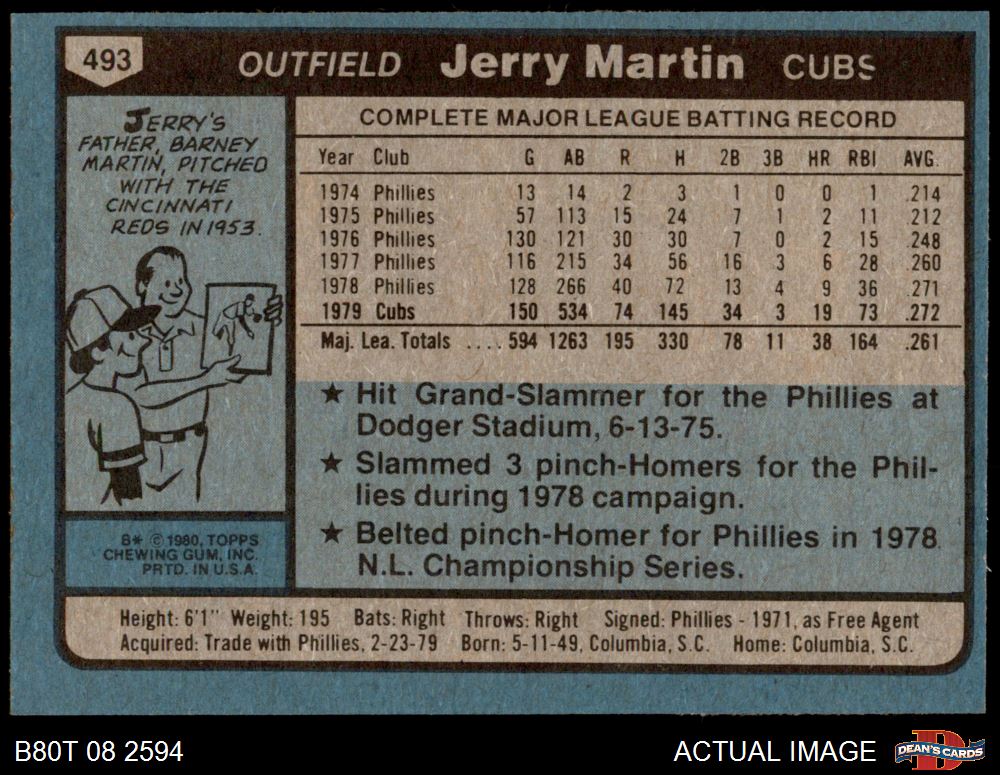 493 OUTFIELD Jerry Martin CUBS
JERRY'S
FATHER, BARNEY
MARTIN, PITCHED
WITH THE
CINCINNATI
REDS IN 1953.
B* © 1980, TOPPS
CHEWING GUM, INC.
PRTD. IN U.S.A.
COMPLETE MAJOR LEAGUE BATTING RECORD
Year Club G AB R H 2B 3B HR RBI AVG.
1974 Phillies 13 14 2 3 1 0 0 1 .214
1975 Phillies 57 113 15 24 7 1 2 11 .212
1976 Phillies 130 121 30 30 7 0 2 15 .248
1977 Phillies 116 215 34 56 16 3 6 28 .260
1978 Phillies 128 266 40 72 13 4 9 36 .271
1979 Cubs 150 534 74 145 34 3 19 73 .272
Maj. Lea. Totals .... 594 1263 195 330 78 11 38 164 .261
★ Hit Grand-Slammer for the Phillies at
Dodger Stadium, 6-13-75.
★ Slammed 3 pinch-Homers for the Phil-
lies during 1978 campaign.
★ Belted pinch-Homer for Phillies in 1978
N.L. Championship Series.
Height: 6'1" Weight: 195 Bats: Right Throws: Right Signed: Phillies - 1971, as Free Agent
Acquired: Trade with Phillies, 2-23-79 Born: 5-11-49, Columbia, S.C. Home: Columbia, S.C.
B80T 08 2594 ACTUAL IMAGE DEAN'S CARDS